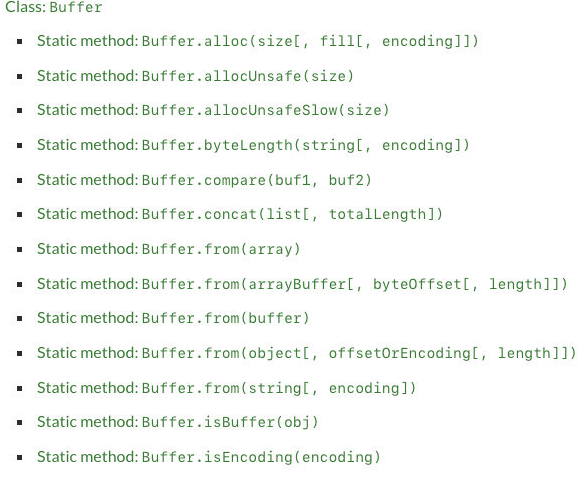 Class: Buffer
Static method: Buffer.alloc(size[, fill[, encoding]])
Static method: Buffer.allocUnsafe(size)
Static method: Buffer.allocUnsafeSlow(size)
Static method: Buffer.byteLength(string[, encoding])
Static method: Buffer.compare(buf1, buf2)
Static method: Buffer.concat(list[, totalLength])
Static method: Buffer.from(array)
Static method: Buffer.from(arrayBuffer[, byteOffset[, length]])
Static method: Buffer.from(buffer)
Static method: Buffer.from(object[, offsetOrEncoding[, length]])
Static method: Buffer.from(string[, encoding])
Static method: Buffer.isBuffer(obj)
Static method: Buffer.isEncoding(encoding)